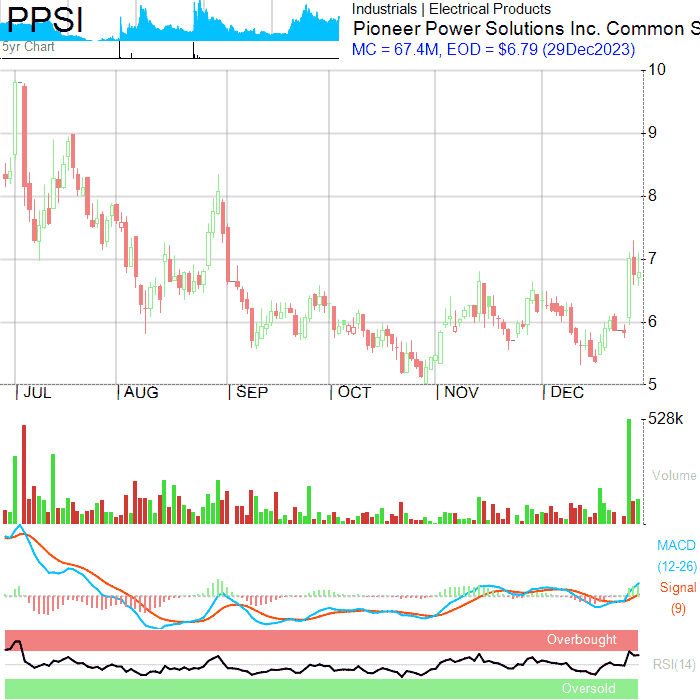 PPSI
5yr Chart
Industrials | Electrical Products
Pioneer Power Solutions Inc. Common S
MC = 67.4M, EOD = $6.79 (29Dec2023)
10
9
8
7
6
5
JUL AUG SEP OCT NOV DEC
528k
Volume
MACD
(12-26)
Signal
(9)
Overbought
RSI(14)
Oversold